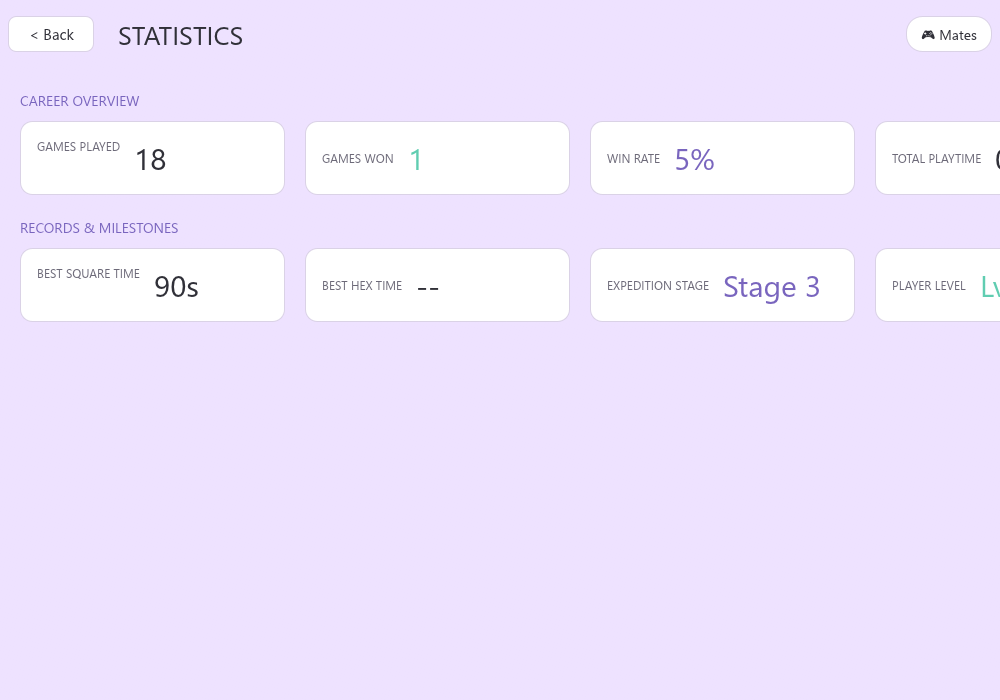 < Back
STATISTICS
🎮 Mates
CAREER OVERVIEW
GAMES PLAYED 18
GAMES WON 1
WIN RATE 5%
TOTAL PLAYTIME
RECORDS & MILESTONES
BEST SQUARE TIME 90s
BEST HEX TIME --
EXPEDITION STAGE Stage 3
PLAYER LEVEL Lv